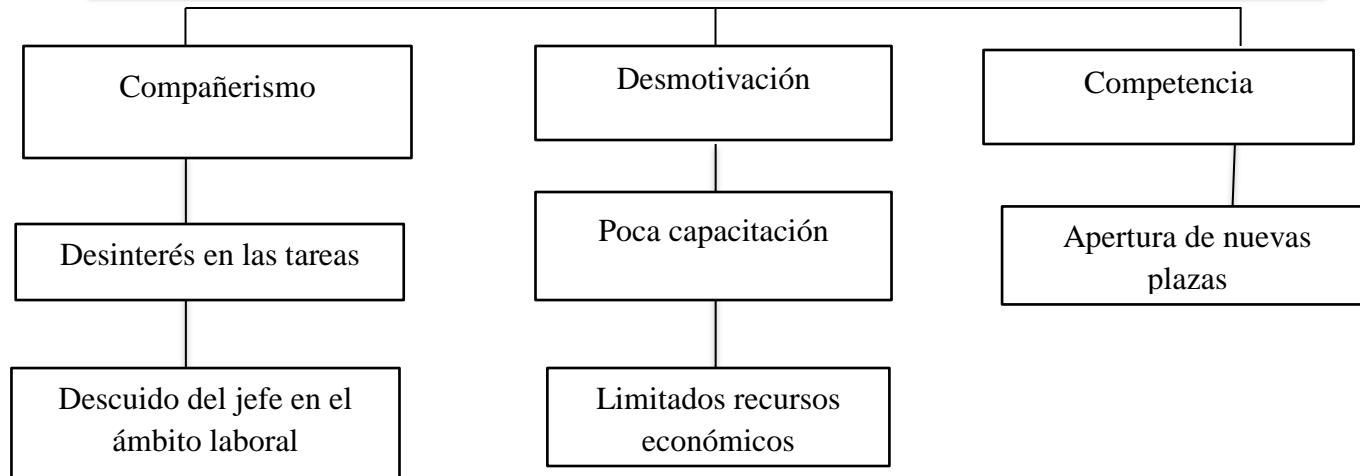 Compañerismo
Desmotivación
Competencia
Desinterés en las tareas
Poca capacitación
Apertura de nuevas
plazas
Descuido del jefe en el
ámbito laboral
Limitados recursos
económicos